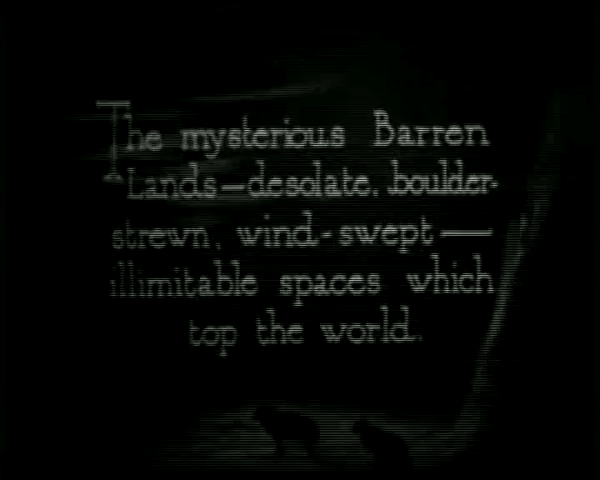 The mysterious Barren
Lands—desolate, boulder-
strewn, wind-swept—
illimitable spaces which
top the world.